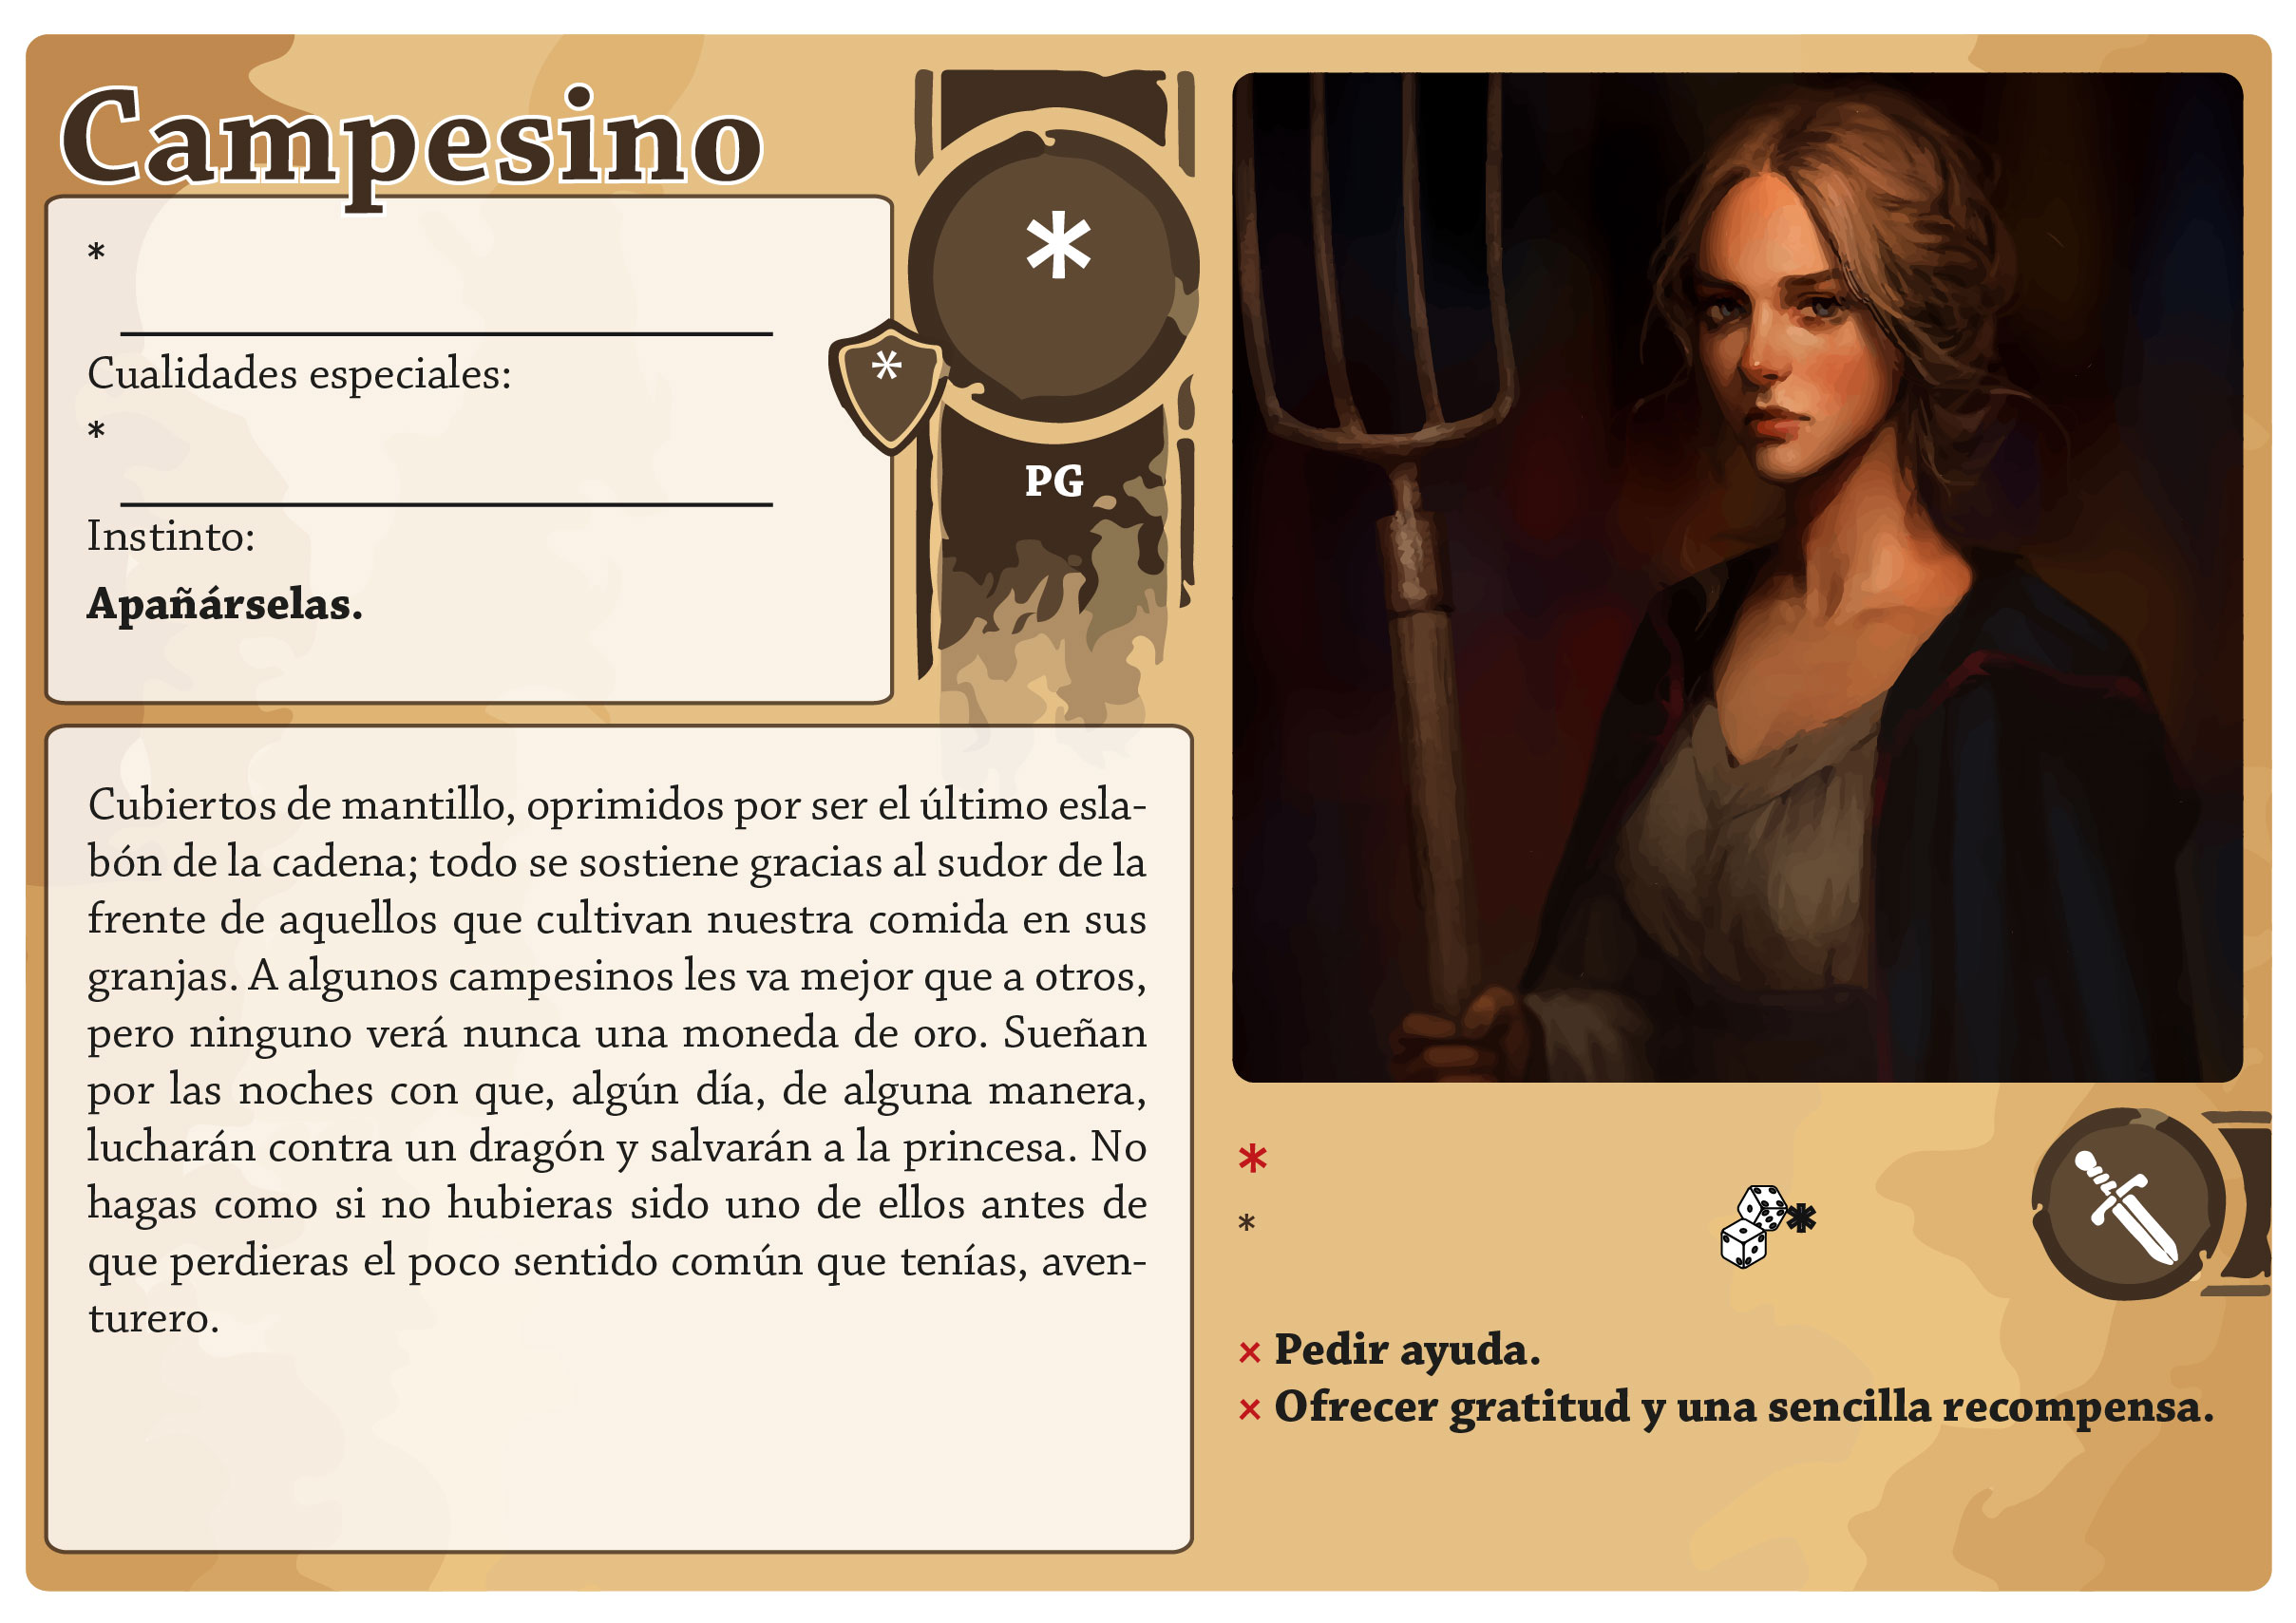 Campesino
*
Cualidades especiales:
*
Instinto:
Apañárselas.
*
*
PG
Cubiertos de mantillo, oprimidos por ser el último esla-
bón de la cadena; todo se sostiene gracias al sudor de la
frente de aquellos que cultivan nuestra comida en sus
granjas. A algunos campesinos les va mejor que a otros,
pero ninguno verá nunca una moneda de oro. Sueñan
por las noches con que, algún día, de alguna manera,
lucharán contra un dragón y salvarán a la princesa. No
hagas como si no hubieras sido uno de ellos antes de
que perdieras el poco sentido común que tenías, aven-
turero.
*
* *
× Pedir ayuda.
× Ofrecer gratitud y una sencilla recompensa.